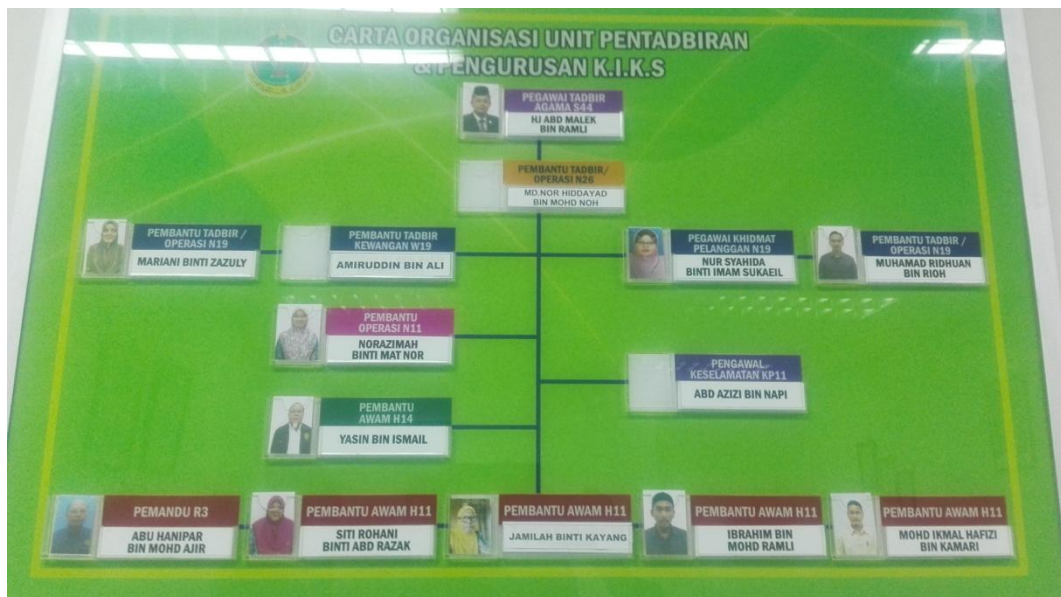 CARTA ORGANISASI UNIT PENTADBIRAN
& PENGURUSAN K.I.K.S
PEGAWAI TADBIR
AGAMA S44
HJ ABD MALEK
BIN RAMLI
PEMBANTU TADBIR/
OPERASI N26
MD.NOR HIDDAYAD
BIN MOHD NOH
PEMBANTU TADBIR /
OPERASI N19
MARIANI BINTI ZAZULY
PEMBANTU TADBIR
KEWANGAN W19
AMIRUDDIN BIN ALI
PEGAWAI KHIDMAT
PELANGGAN N19
NUR SYAHIDA
BINTI IMAM SUKAEIL
PEMBANTU TADBIR /
OPERASI N19
MUHAMAD RIDHUAN
BIN RIOH
PEMBANTU
OPERASI N11
NORAZIMAH
BINTI MAT NOR
PENGAWAL
KESELAMATAN KP11
ABD AZIZI BIN NAPI
PEMBANTU
AWAM H14
YASIN BIN ISMAIL
PEMANDU R3
ABU HANIPAR
BIN MOHD AJIR
PEMBANTU AWAM H11
SITI ROHANI
BINTI ABD RAZAK
PEMBANTU AWAM H11
JAMILAH BINTI KAYANG
PEMBANTU AWAM H11
IBRAHIM BIN
MOHD RAMLI
PEMBANTU AWAM H11
MOHD IKMAL HAFIZI
BIN KAMARI